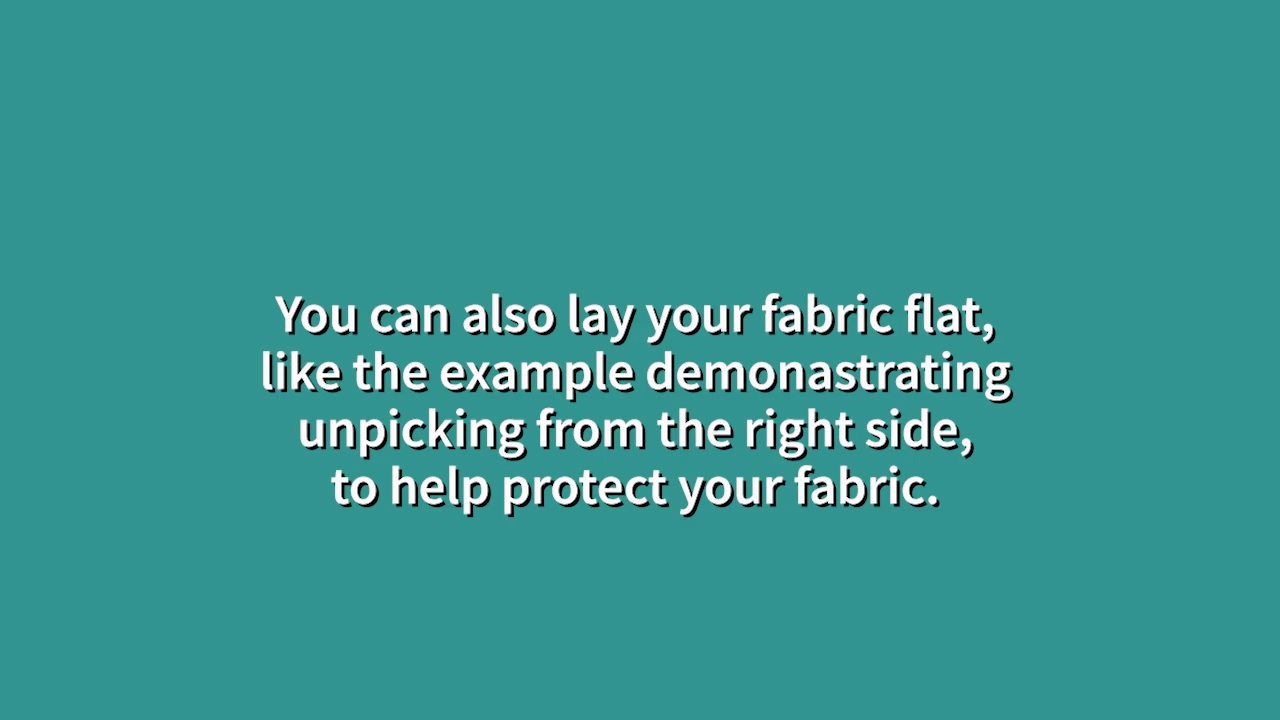 You can also lay your fabric flat,
like the example demonastrating
unpicking from the right side,
to help protect your fabric.